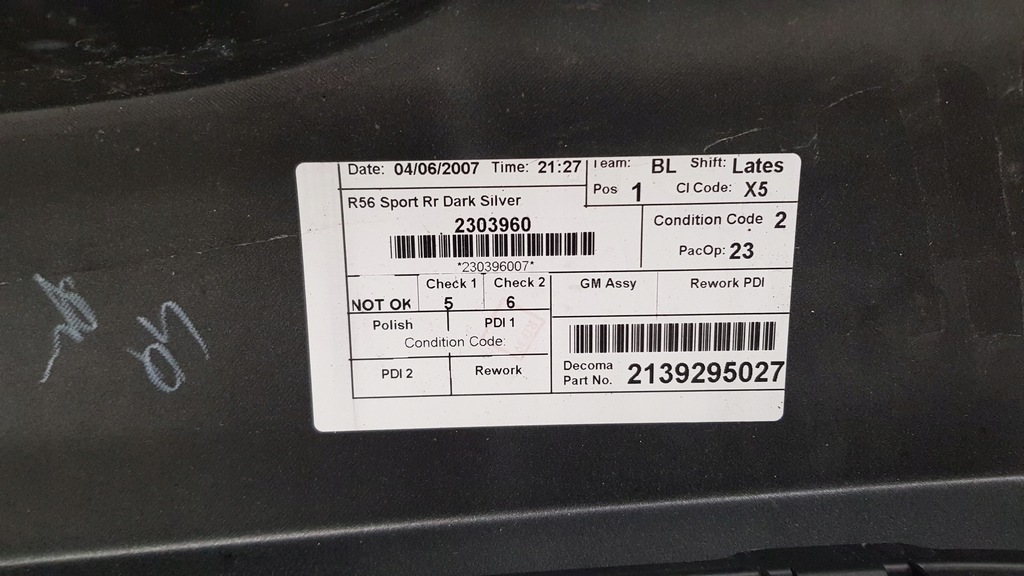 Date: 04/06/2007 Time: 21:27 Team: BL Shift: Lates
Pos 1 CI Code: X5
R56 Sport Rr Dark Silver
2303960
*230396007*
Condition Code 2
PacOp: 23
Check 1 Check 2 GM Assy Rework PDI
NOT OK 5 6
Polish PDI 1
Condition Code:
PDI 2 Rework
Decoma
Part No. 2139295027